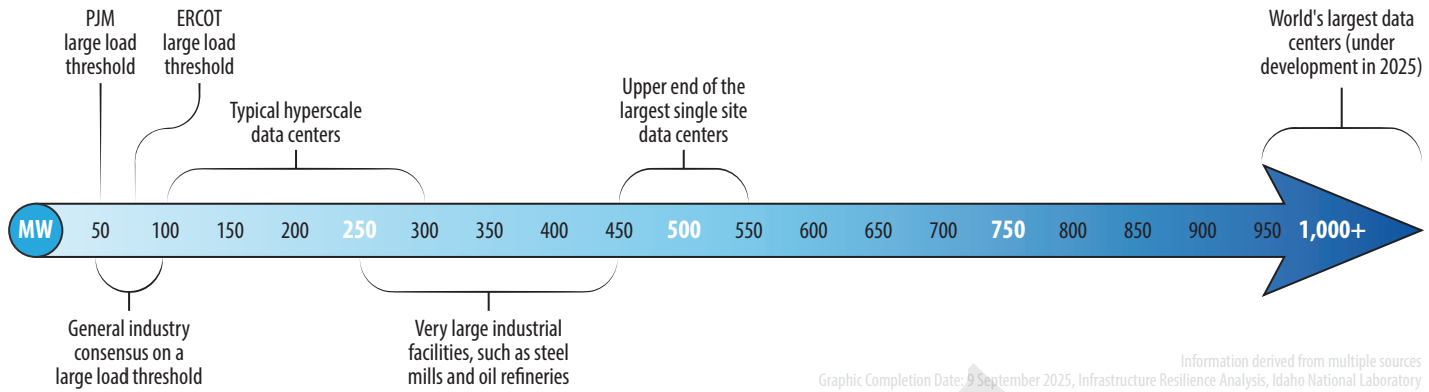 PJM
large load
threshold
ERCOT
large load
threshold
Typical hyperscale
data centers
Upper end of the
largest single site
data centers
World's largest data
centers (under
development in 2025)
MW 50 100 150 200 250 300 350 400 450 500 550 600 650 700 750 800 850 900 950 1,000+
General industry
consensus on a
large load threshold
Very large industrial
facilities, such as steel
mills and oil refineries
Information derived from multiple sources
Graphic Completion Date: 9 September 2025, Infrastructure Resilience Analysis, Idaho National Laboratory